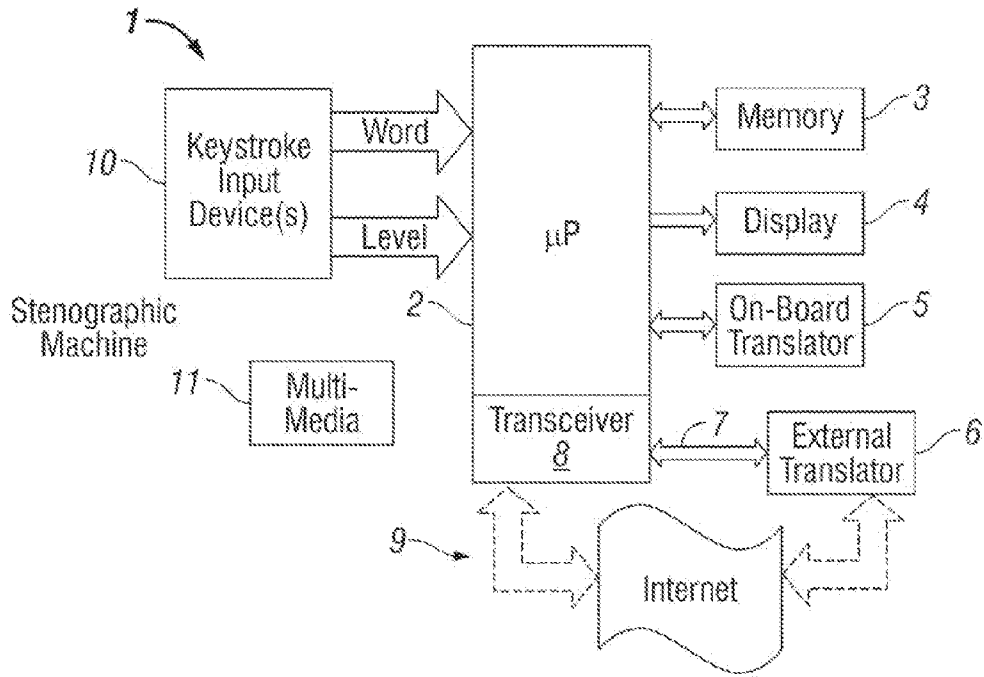 1
10
Keystroke
Input
Device(s)
Word
Level
Stenographic
Machine
11
Multi-
Media
2
μP
Transceiver
8
Memory
3
Display
4
On-Board
Translator
5
7
External
Translator
6
9
Internet